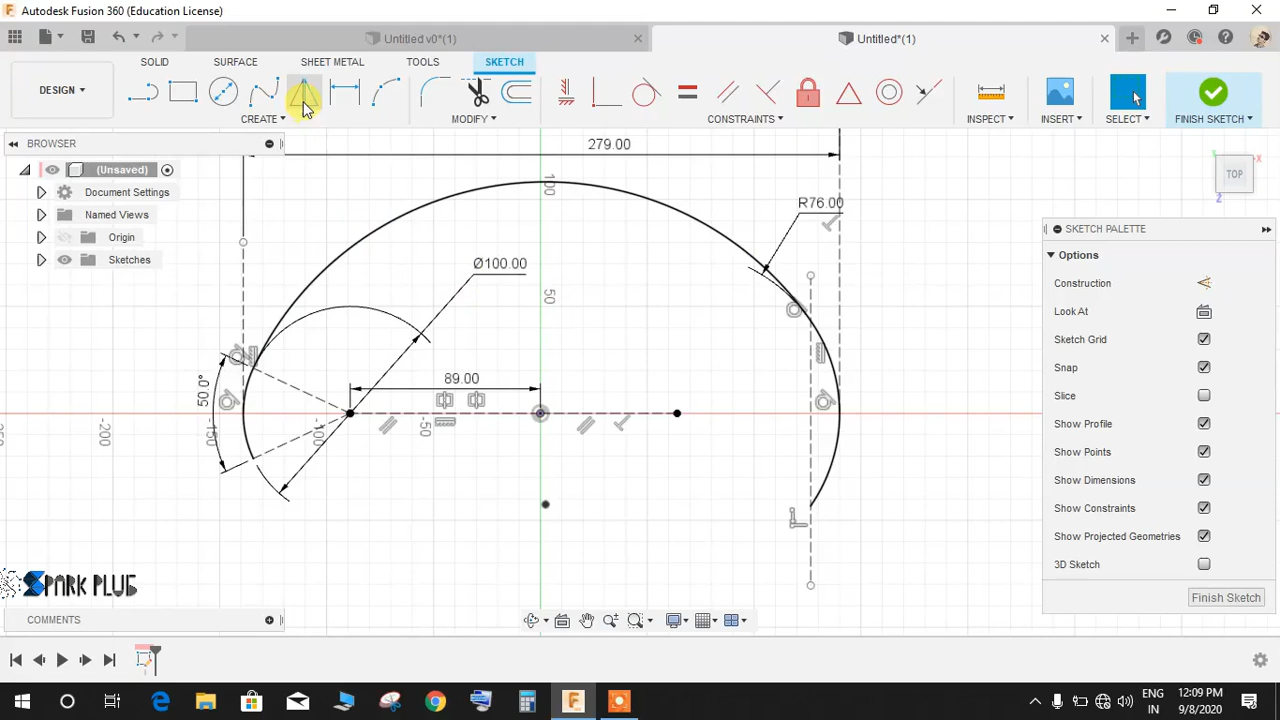 Autodesk Fusion 360 (Education License)
Untitled v0*(1)
Untitled*(1)
DESIGN
SOLID
SURFACE
SHEET METAL
TOOLS
SKETCH
CREATE
MODIFY
CONSTRAINTS
INSPECT
INSERT
SELECT
FINISH SKETCH
BROWSER
(Unsaved)
Document Settings
Named Views
Origin
Sketches
279.00
100
R76.00
Ø100.00
50
89.00
50.0°
-50
-100
-150
-200
TOP
X
Y
Z
SKETCH PALETTE
Options
Construction
Look At
Sketch Grid
Snap
Slice
Show Profile
Show Points
Show Dimensions
Show Constraints
Show Projected Geometries
3D Sketch
Finish Sketch
SPARK PLUG
COMMENTS
ENG
IN
12:09 PM
9/8/2020